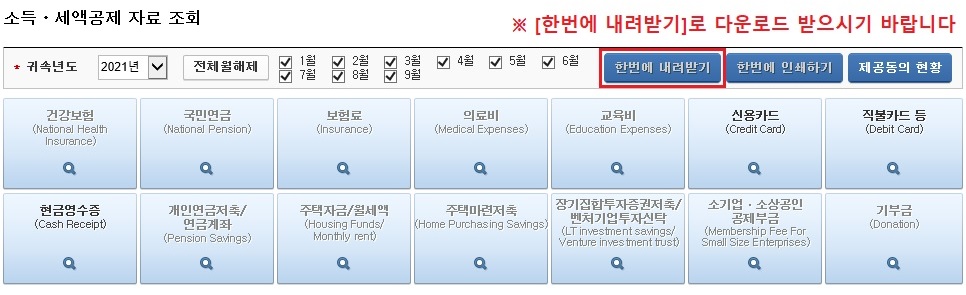 소득·세액공제 자료 조회
※ [한번에 내려받기]로 다운로드 받으시기 바랍니다
* 귀속년도 2021년 전체월해제 1월 2월 3월 4월 5월 6월 한번에 내려받기 한번에 인쇄하기 제공동의 현황
7월 8월 9월
건강보험
(National Health
Insurance)
국민연금
(National Pension)
보험료
(Insurance)
의료비
(Medical Expenses)
교육비
(Education Expenses)
신용카드
(Credit Card)
직불카드 등
(Debit Card)
현금영수증
(Cash Receipt)
개인연금저축/
연금계좌
(Pension Savings)
주택자금/월세액
(Housing Funds/
Monthly rent)
주택마련저축
(Home Purchasing Savings)
장기집합투자증권저축/
벤처기업투자신탁
(LT investment savings/
Venture investment trust)
소기업·소상공인
공제부금
(Membership Fee For
Small Size Enterprises)
기부금
(Donation)